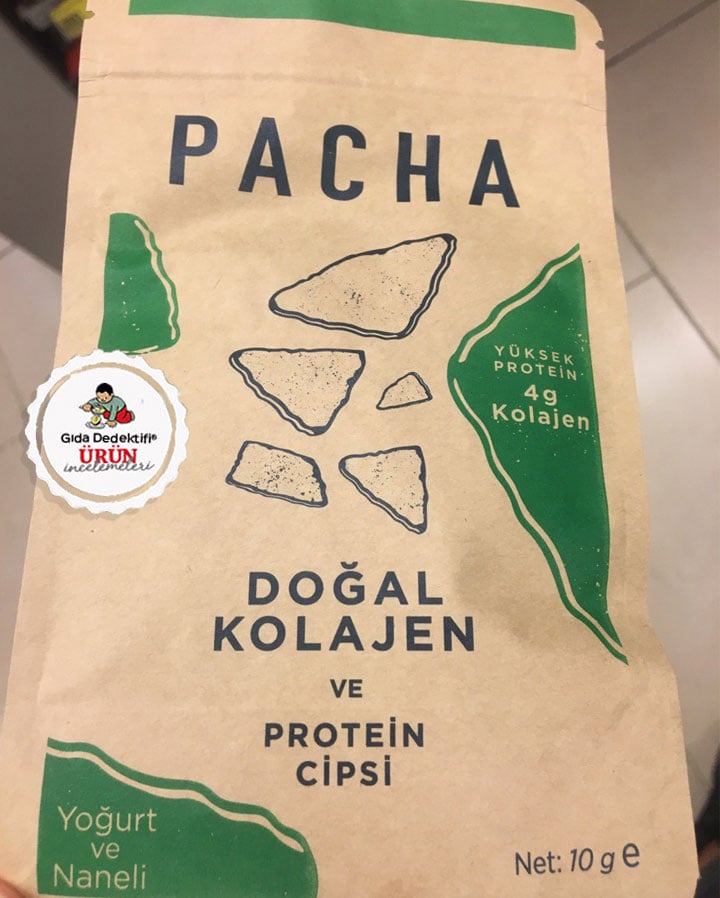 PACHA
YÜKSEK
PROTEİN
4g
Kolajen
Gıda Dedektifi®
ÜRÜN
incelemeleri
DOĞAL
KOLAJEN
VE
PROTEİN
CİPSİ
Yoğurt
ve
Naneli
Net: 10 g e